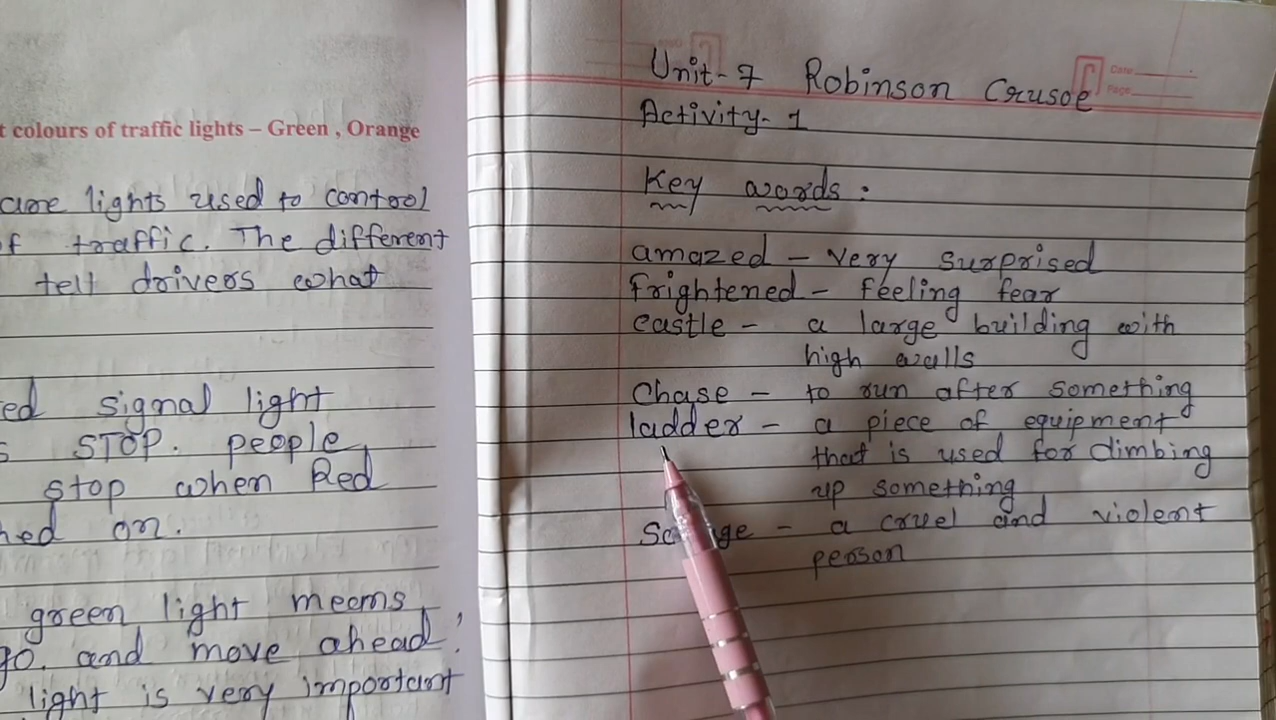 t colours of traffic lights – Green , Orange
are lights used to control
f traffic. The different
tell drivers what
ed signal light
s STOP. people
stop when Red
hed on.
green light means
go. and move ahead.
light is very important
Unit-7 Robinson Crusoe
Date
Page
Activity-1
Key words :
amazed - very surprised
Frightened - feeling fear
castle - a large building with
high walls
Chase - to run after something
ladder - a piece of equipment
that is used for climbing
up something
a cruel and violent
person